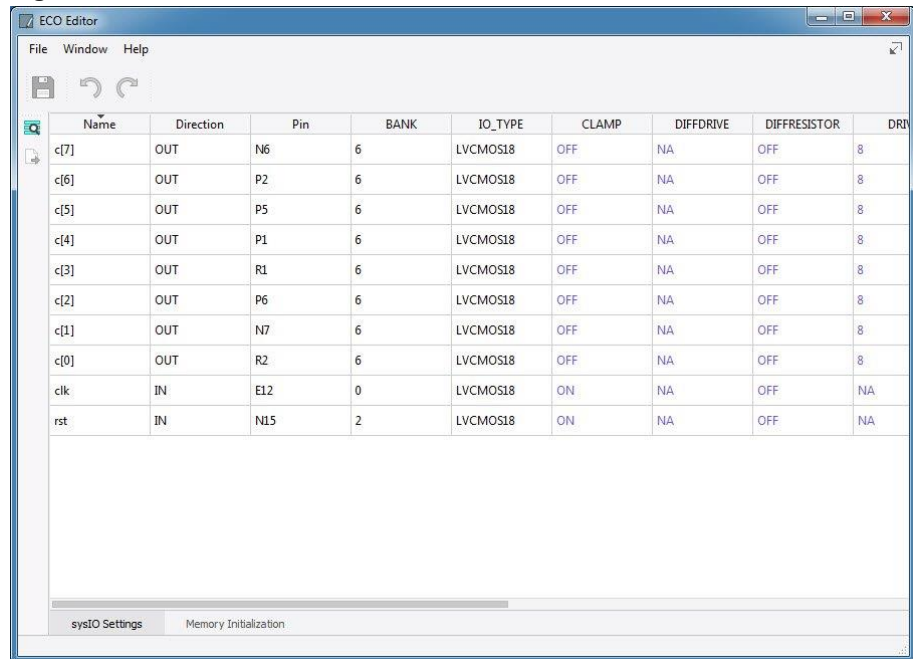 ECO Editor
File Window Help
Name Direction Pin BANK IO_TYPE CLAMP DIFFDRIVE DIFFRESISTOR
c[7] OUT N6 6 LVCMOS18 OFF NA OFF 8
c[6] OUT P2 6 LVCMOS18 OFF NA OFF 8
c[5] OUT P5 6 LVCMOS18 OFF NA OFF 8
c[4] OUT P1 6 LVCMOS18 OFF NA OFF 8
c[3] OUT R1 6 LVCMOS18 OFF NA OFF 8
c[2] OUT P6 6 LVCMOS18 OFF NA OFF 8
c[1] OUT N7 6 LVCMOS18 OFF NA OFF 8
c[0] OUT R2 6 LVCMOS18 OFF NA OFF 8
clk IN E12 0 LVCMOS18 ON NA OFF NA
rst IN N15 2 LVCMOS18 ON NA OFF NA
sysIO Settings Memory Initialization